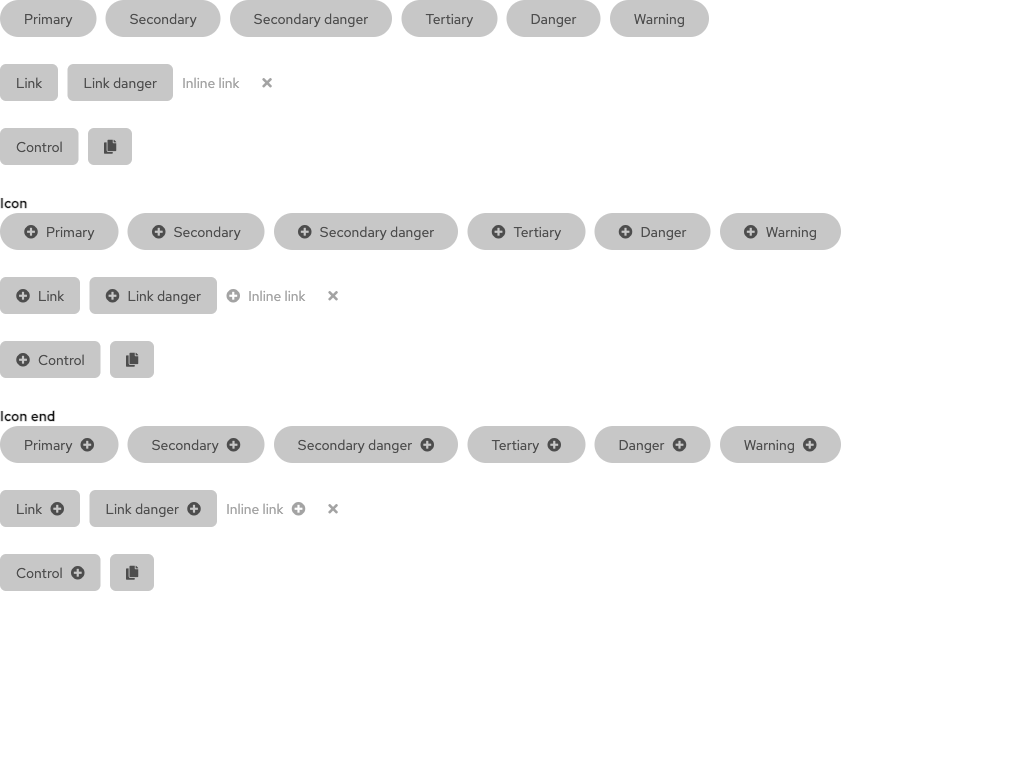 Primary Secondary Secondary danger Tertiary Danger Warning
Link Link danger Inline link
Control
Icon
Primary Secondary Secondary danger Tertiary Danger Warning
Link Link danger Inline link
Control
Icon end
Primary Secondary Secondary danger Tertiary Danger Warning
Link Link danger Inline link
Control